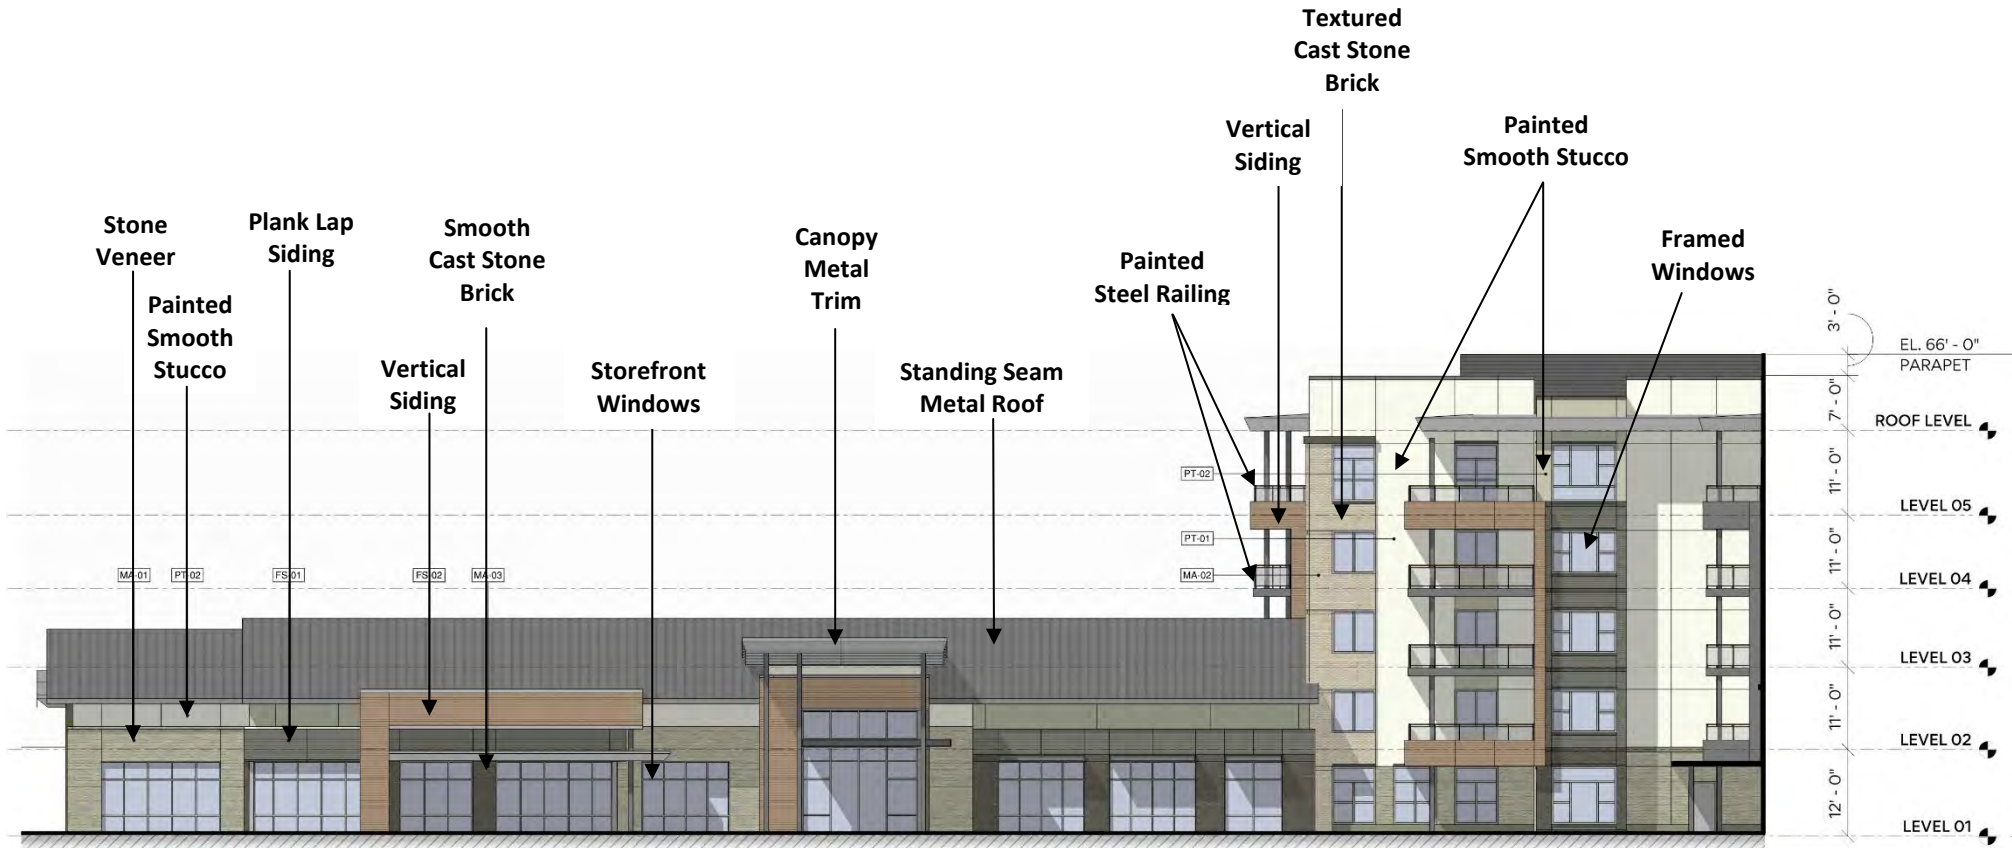 Textured
Cast Stone
Brick
Vertical
Siding
Painted
Smooth Stucco
Stone
Veneer
Plank Lap
Siding
Smooth
Cast Stone
Brick
Canopy
Metal
Trim
Painted
Steel Railing
Framed
Windows
Painted
Smooth
Stucco
Vertical
Siding
Storefront
Windows
Standing Seam
Metal Roof
3' - 0"
EL. 66' - 0"
PARAPET
7' - 0"
ROOF LEVEL
11' - 0"
LEVEL 05
11' - 0"
LEVEL 04
11' - 0"
LEVEL 03
11' - 0"
LEVEL 02
12' - 0"
LEVEL 01
PT-02
PT-01
MA-02
MA-01
PT-02
FS-01
FS-02
MA-03